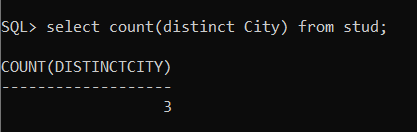 SQL> select count(distinct City) from stud;
COUNT(DISTINCTCITY)
-------------------
3